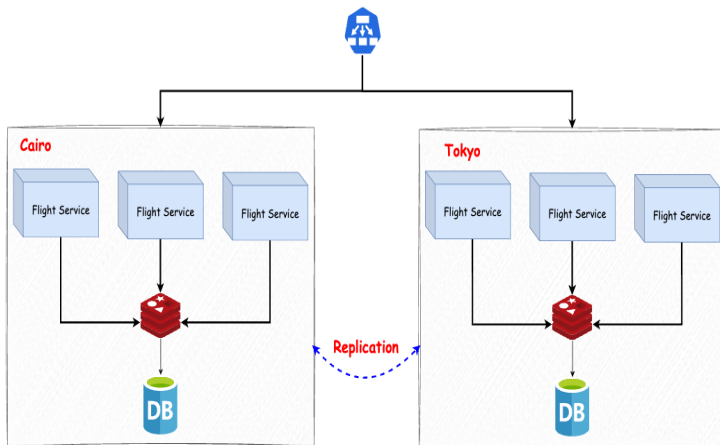 Cairo
Tokyo
Flight Service
Flight Service
Flight Service
Flight Service
Flight Service
Flight Service
Replication
DB
DB